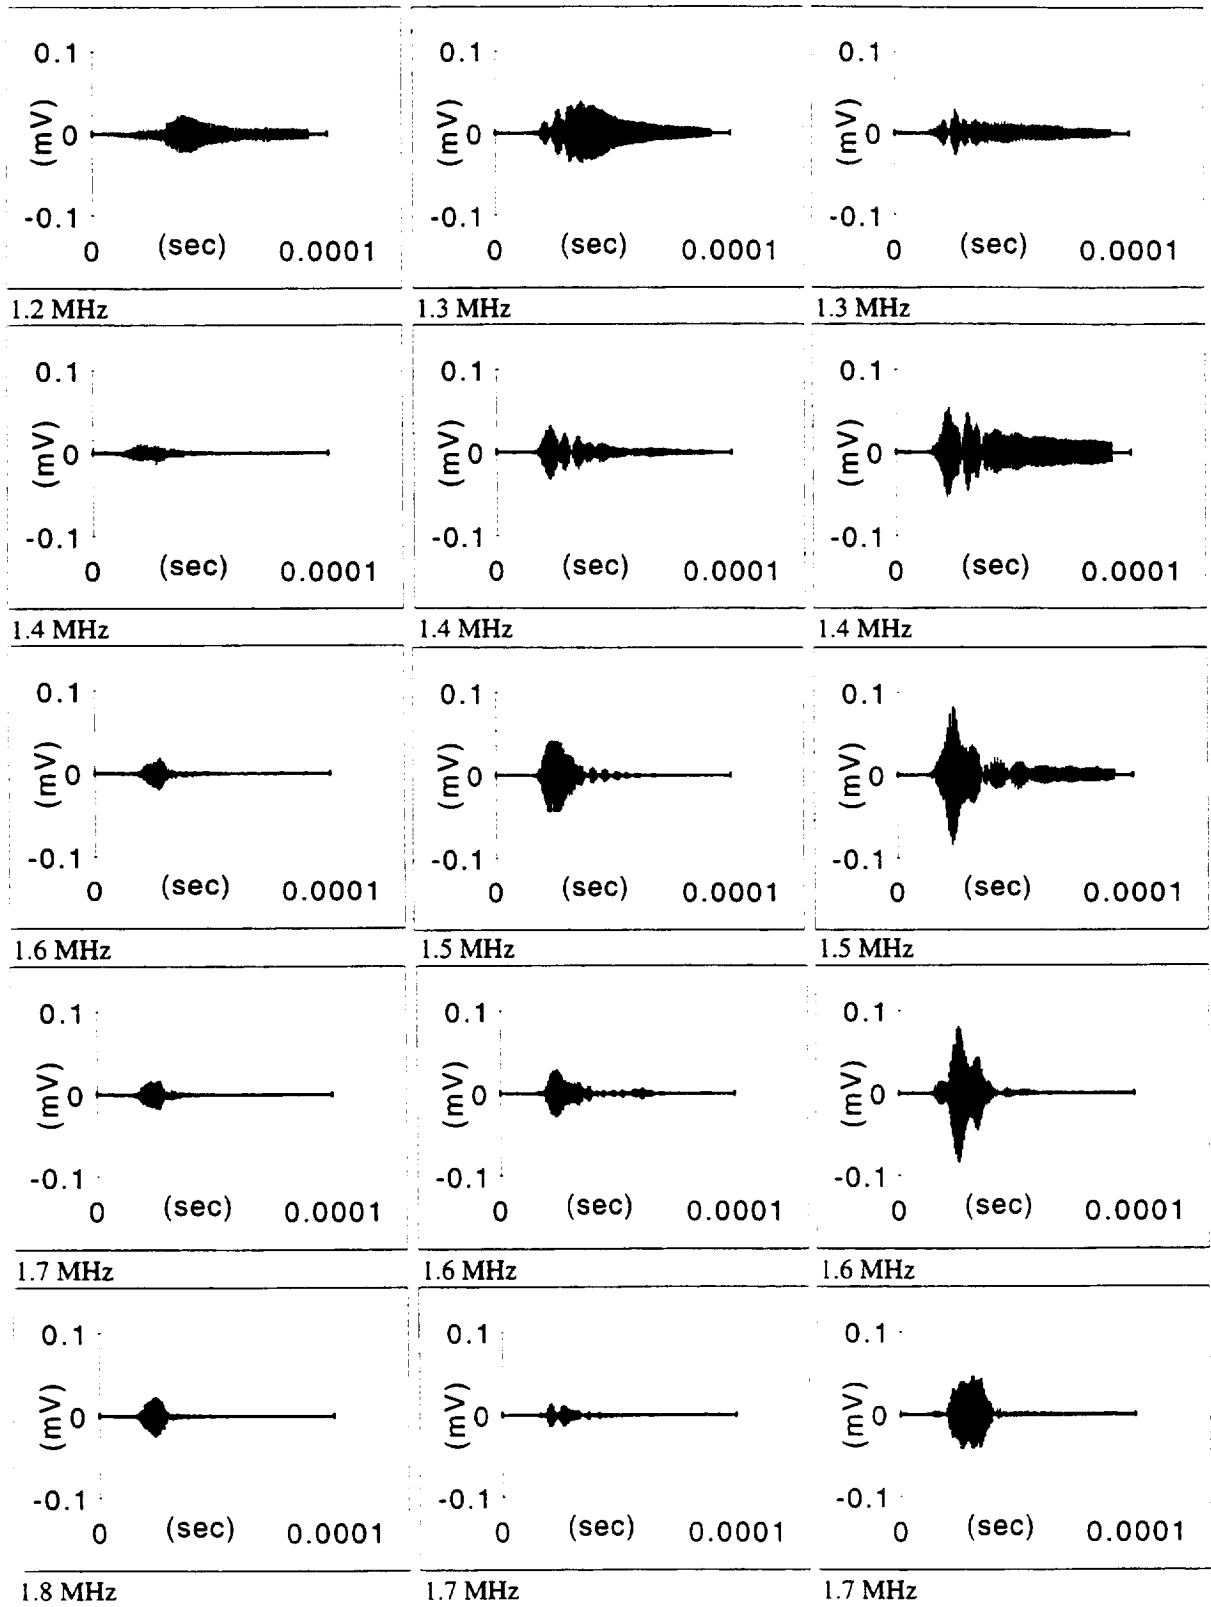 0.1 0.1 0.1
(mV) 0 (mV) 0 (mV) 0
-0.1 -0.1 -0.1
0 (sec) 0.0001 0 (sec) 0.0001 0 (sec) 0.0001
1.2 MHz 1.3 MHz 1.3 MHz
0.1 0.1 0.1
(mV) 0 (mV) 0 (mV) 0
-0.1 -0.1 -0.1
0 (sec) 0.0001 0 (sec) 0.0001 0 (sec) 0.0001
1.4 MHz 1.4 MHz 1.4 MHz
0.1 0.1 0.1
(mV) 0 (mV) 0 (mV) 0
-0.1 -0.1 -0.1
0 (sec) 0.0001 0 (sec) 0.0001 0 (sec) 0.0001
1.6 MHz 1.5 MHz 1.5 MHz
0.1 0.1 0.1
(mV) 0 (mV) 0 (mV) 0
-0.1 -0.1 -0.1
0 (sec) 0.0001 0 (sec) 0.0001 0 (sec) 0.0001
1.7 MHz 1.6 MHz 1.6 MHz
0.1 0.1 0.1
(mV) 0 (mV) 0 (mV) 0
-0.1 -0.1 -0.1
0 (sec) 0.0001 0 (sec) 0.0001 0 (sec) 0.0001
1.8 MHz 1.7 MHz 1.7 MHz